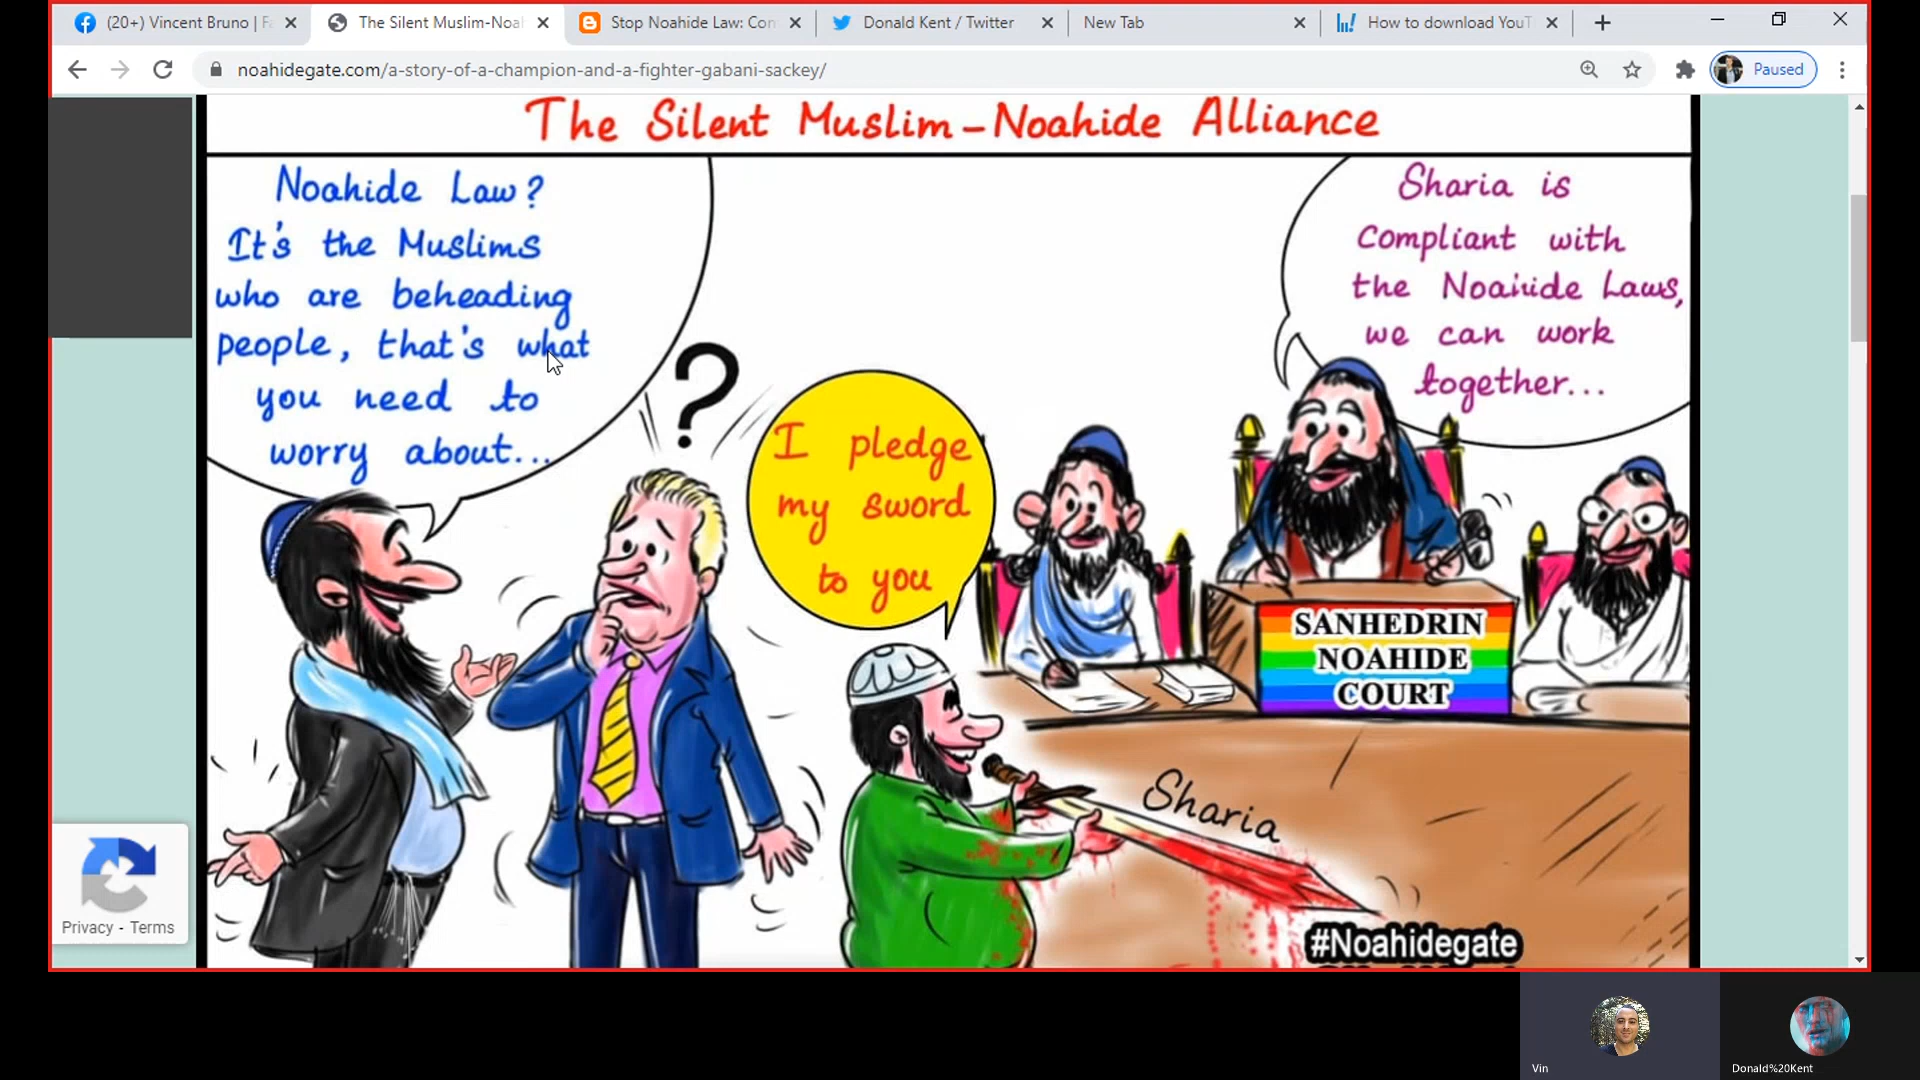 (20+) Vincent Bruno | F
The Silent Muslim-Noa
Stop Noahide Law: Con
Donald Kent / Twitter
New Tab
How to download YouT
noahidegate.com/a-story-of-a-champion-and-a-fighter-gabani-sackey/
Paused
The Silent Muslim-Noahide Alliance
Noahide Law?
It's the Muslims
who are beheading
people, that's what
you need to
worry about...
?
I pledge
my sword
to you
Sharia is
compliant with
the Noahide Laws,
we can work
together...
SANHEDRIN
NOAHIDE
COURT
Sharia
#Noahidegate
Privacy - Terms
Vin
Donald%20Kent